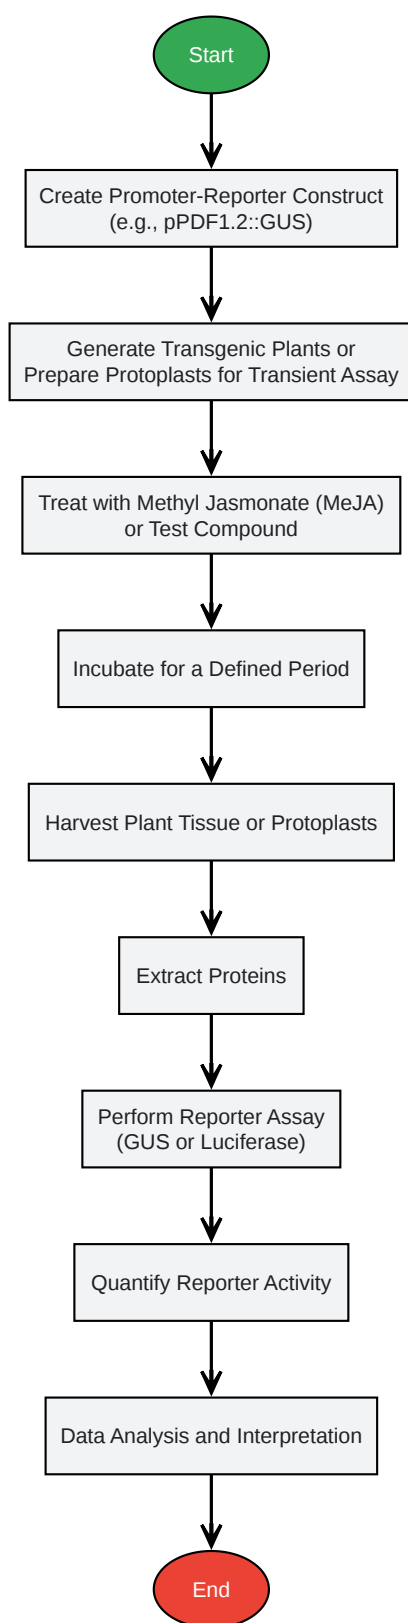 Start
Create Promoter-Reporter Construct
(e.g., pPDF1.2::GUS)
Generate Transgenic Plants or
Prepare Protoplasts for Transient Assay
Treat with Methyl Jasmonate (MeJA)
or Test Compound
Incubate for a Defined Period
Harvest Plant Tissue or Protoplasts
Extract Proteins
Perform Reporter Assay
(GUS or Luciferase)
Quantify Reporter Activity
Data Analysis and Interpretation
End